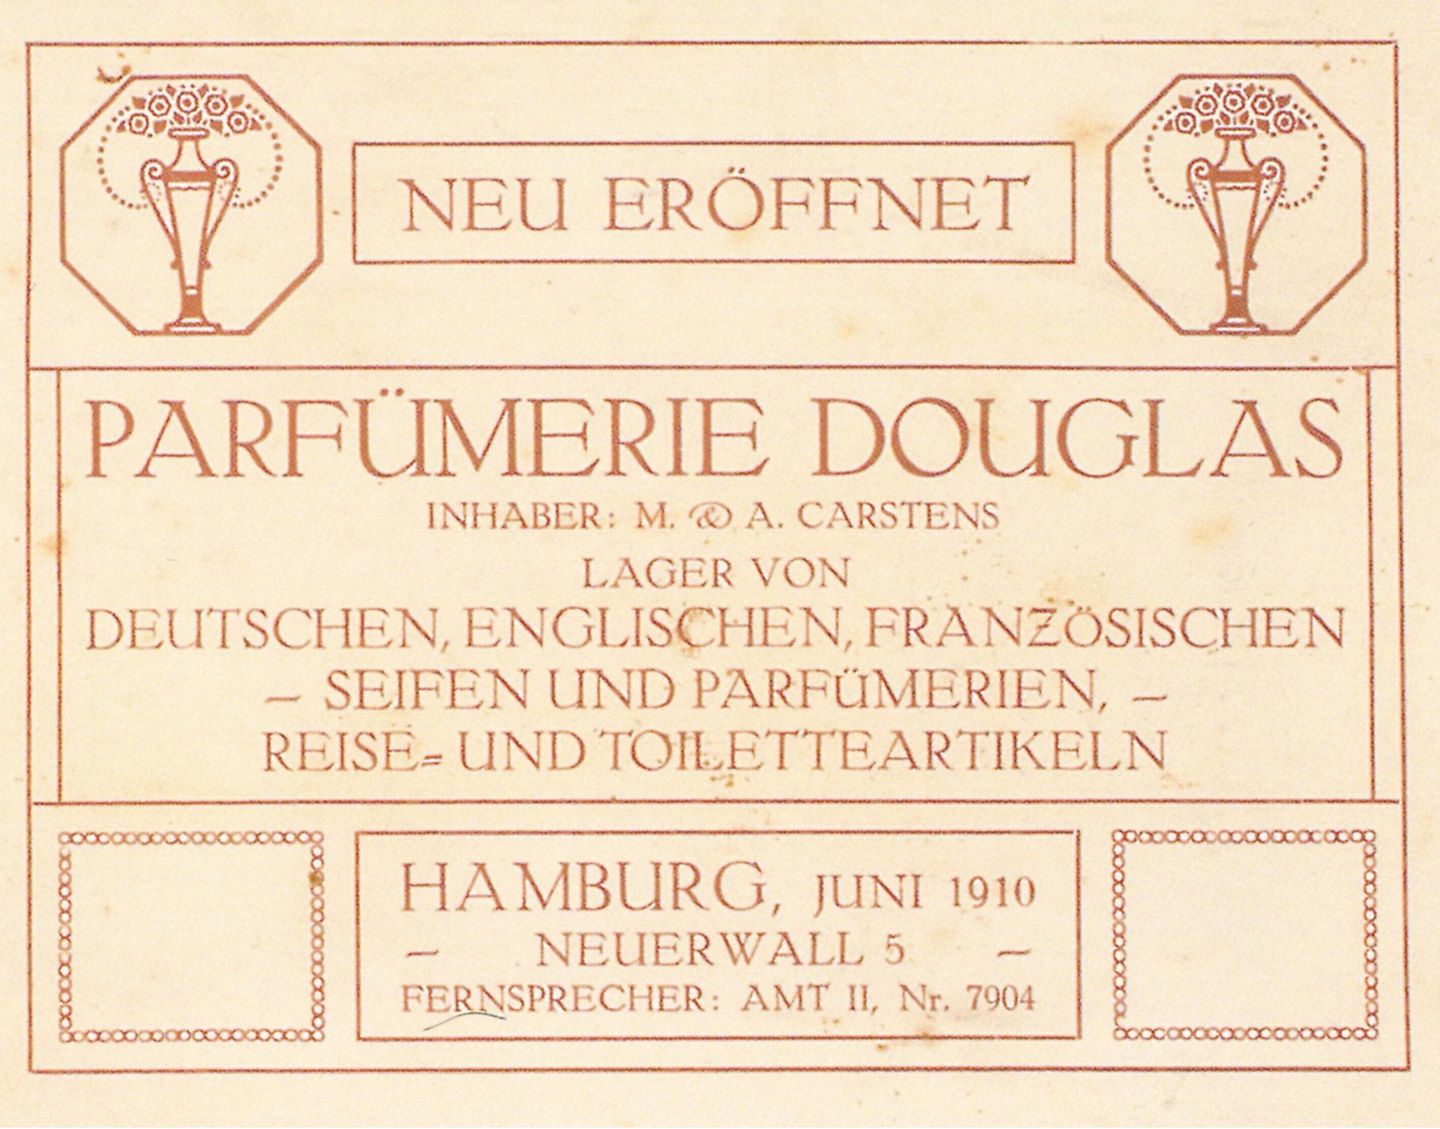 NEU ERÖFFNET
PARFÜMERIE DOUGLAS
INHABER: M. & A. CARSTENS
LAGER VON
DEUTSCHEN, ENGLISCHEN, FRANZÖSISCHEN
– SEIFEN UND PARFÜMERIEN, –
REISE= UND TOILETTEARTIKELN
HAMBURG, JUNI 1910
– NEUERWALL 5 –
FERNSPRECHER: AMT II, Nr. 7904